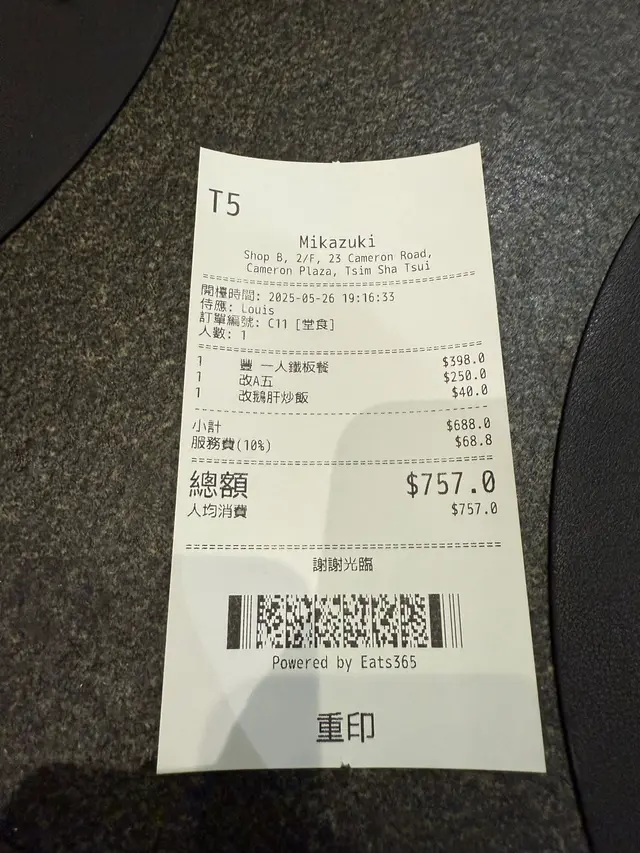 T5
Mikazuki
Shop B, 2/F, 23 Cameron Road,
Cameron Plaza, Tsim Sha Tsui
開檯時間: 2025-05-26 19:16:33
侍應: Louis
訂單編號: C11 [堂食]
人數: 1
1 豐 一人鐵板餐 $398.0
1 改A五 $250.0
1 改鵝肝炒飯 $40.0
小計 $688.0
服務費(10%) $68.8
總額 $757.0
人均消費 $757.0
謝謝光臨
Powered by Eats365
重印